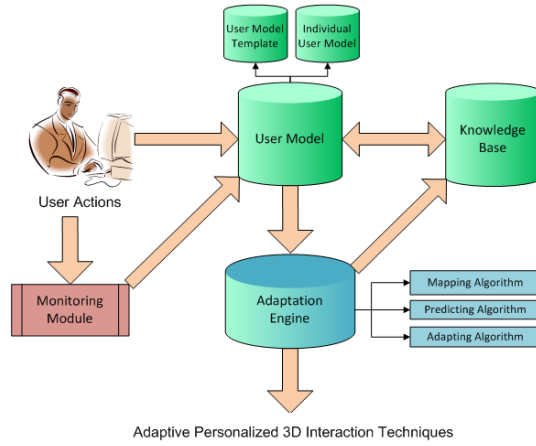 User Model
Template
Individual
User Model
User Model
Knowledge
Base
User Actions
Monitoring
Module
Adaptation
Engine
Mapping Algorithm
Predicting Algorithm
Adapting Algorithm
Adaptive Personalized 3D Interaction Techniques